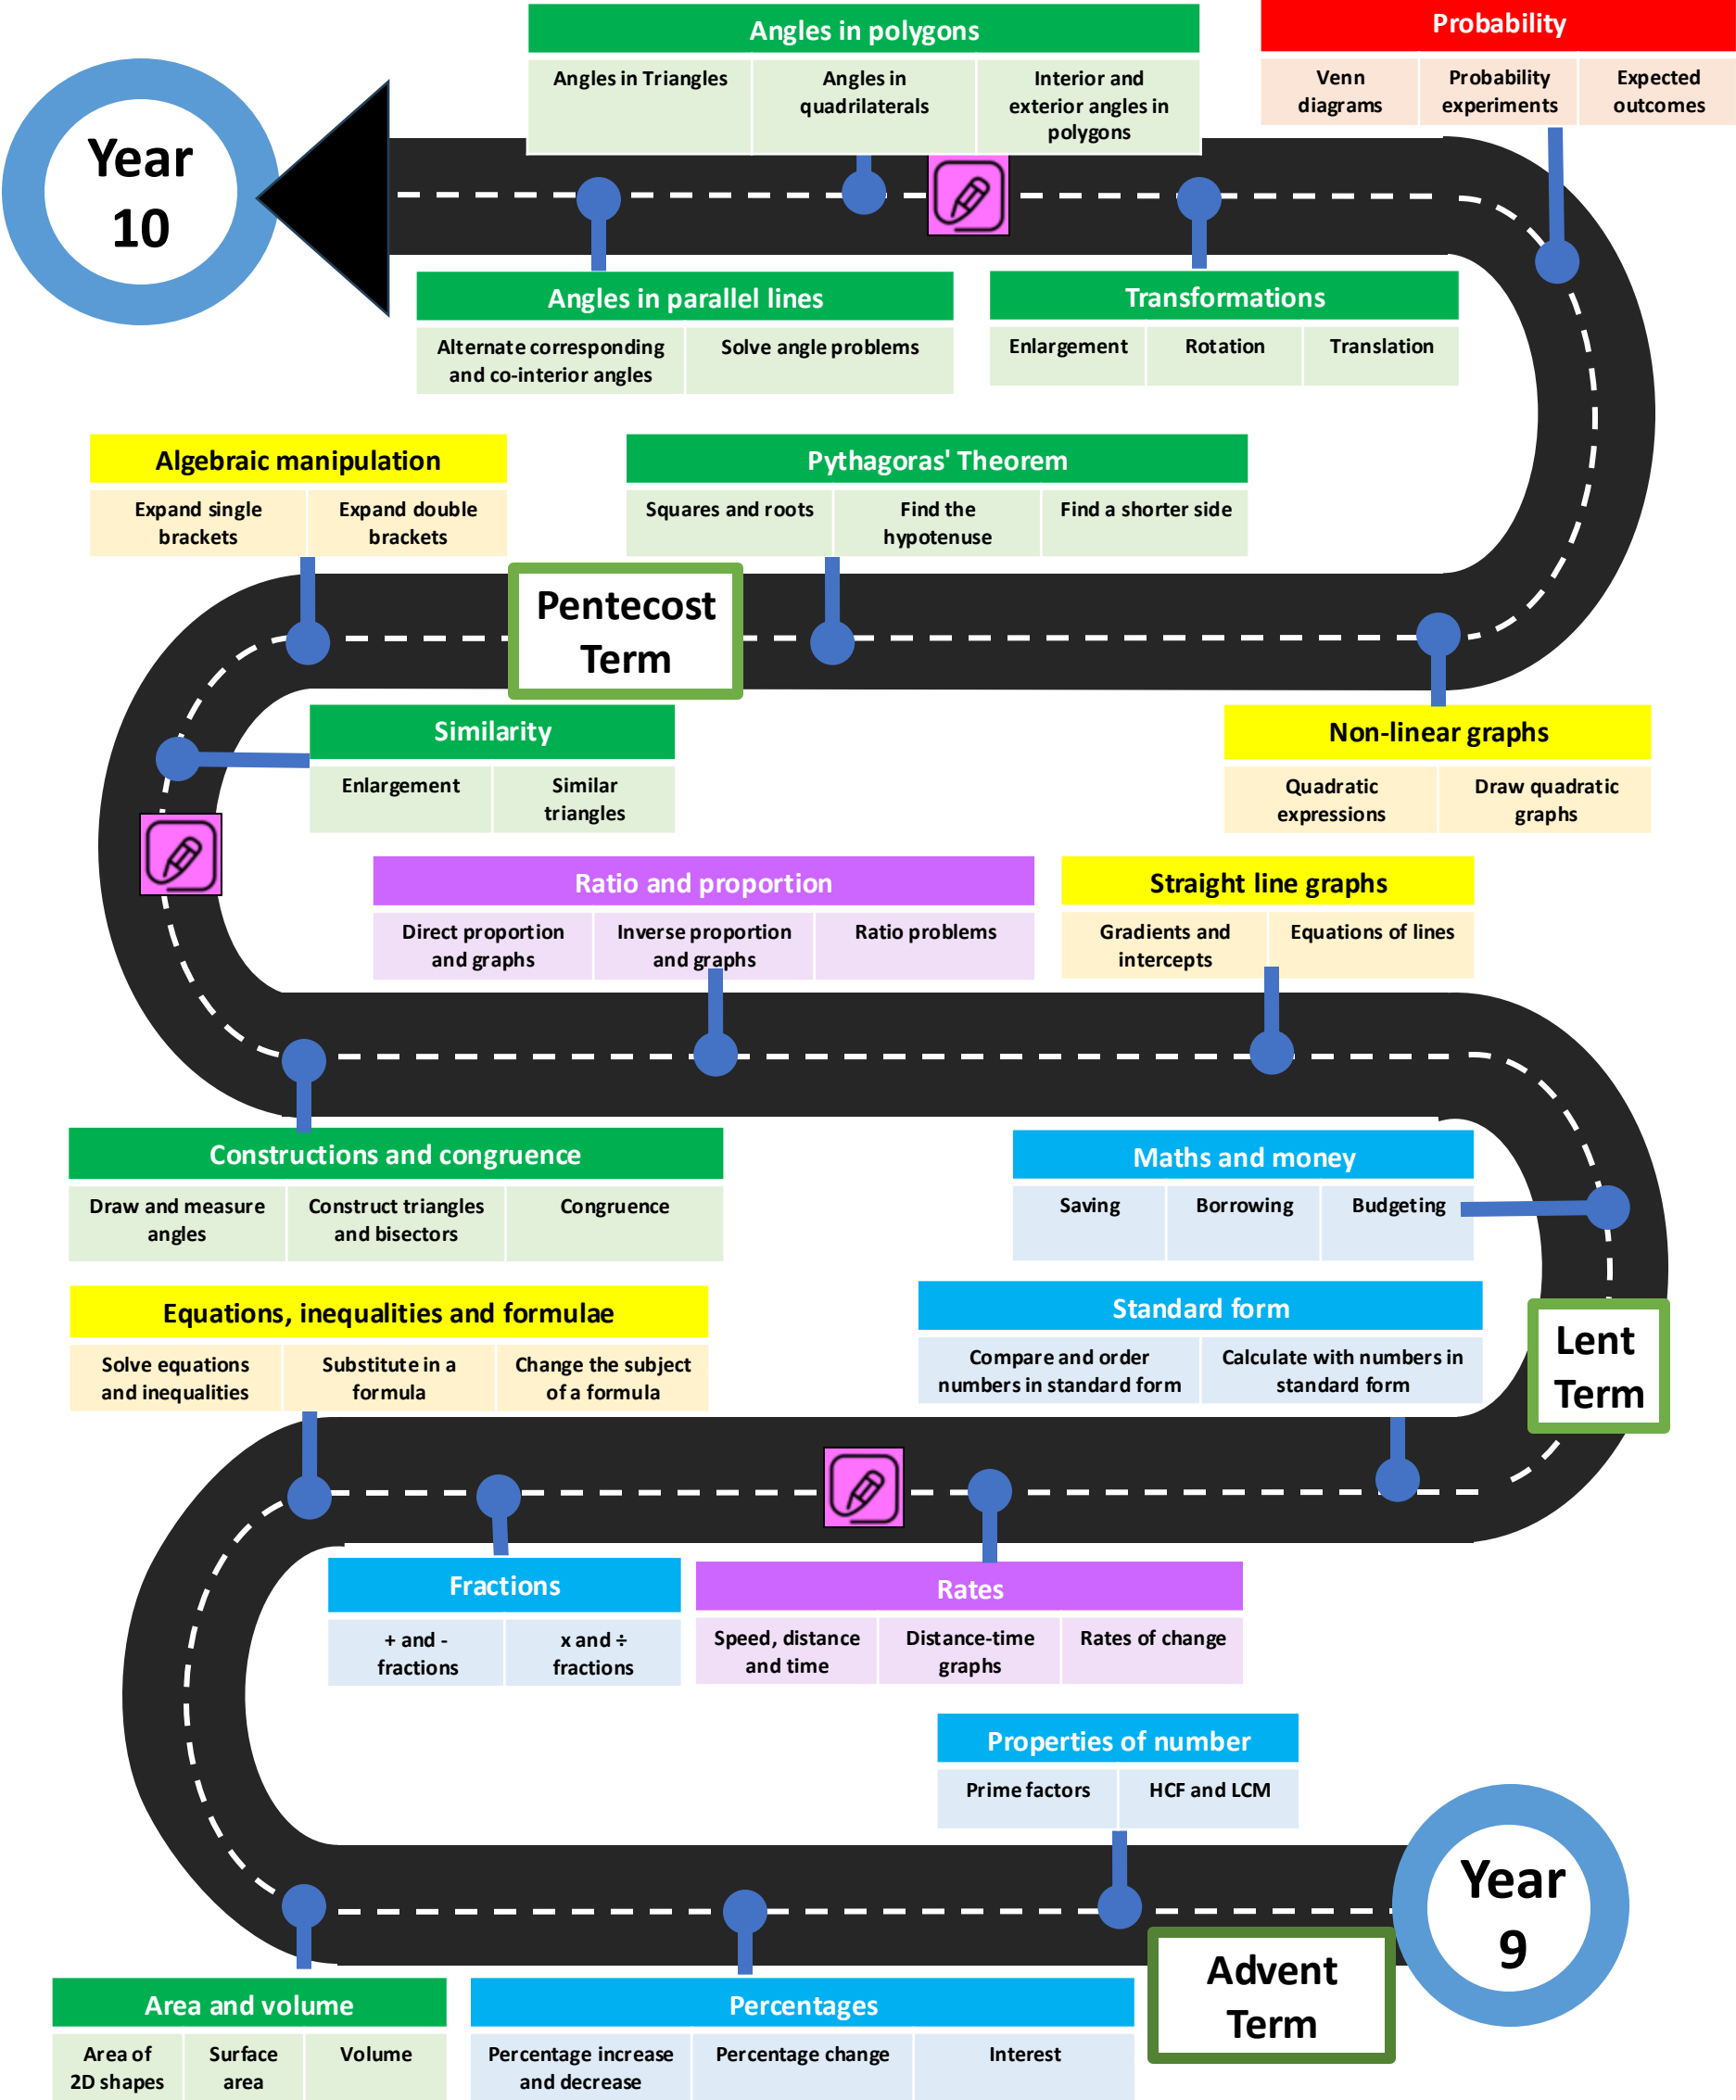 Angles in polygons
Angles in Triangles
Angles in
quadrilaterals
Interior and
exterior angles in
polygons
Probability
Venn
diagrams
Probability
experiments
Expected
outcomes
Year
10
Angles in parallel lines
Alternate corresponding
and co-interior angles
Solve angle problems
Transformations
Enlargement
Rotation
Translation
Algebraic manipulation
Expand single
brackets
Expand double
brackets
Pythagoras' Theorem
Squares and roots
Find the
hypotenuse
Find a shorter side
Pentecost
Term
Similarity
Enlargement
Similar
triangles
Non-linear graphs
Quadratic
expressions
Draw quadratic
graphs
Ratio and proportion
Direct proportion
and graphs
Inverse proportion
and graphs
Ratio problems
Straight line graphs
Gradients and
intercepts
Equations of lines
Constructions and congruence
Draw and measure
angles
Construct triangles
and bisectors
Congruence
Maths and money
Saving
Borrowing
Budgeting
Equations, inequalities and formulae
Solve equations
and inequalities
Substitute in a
formula
Change the subject
of a formula
Standard form
Compare and order
numbers in standard form
Calculate with numbers in
standard form
Lent
Term
Fractions
+ and -
fractions
x and ÷
fractions
Rates
Speed, distance
and time
Distance-time
graphs
Rates of change
Properties of number
Prime factors
HCF and LCM
Year
9
Advent
Term
Area and volume
Area of
2D shapes
Surface
area
Volume
Percentages
Percentage increase
and decrease
Percentage change
Interest